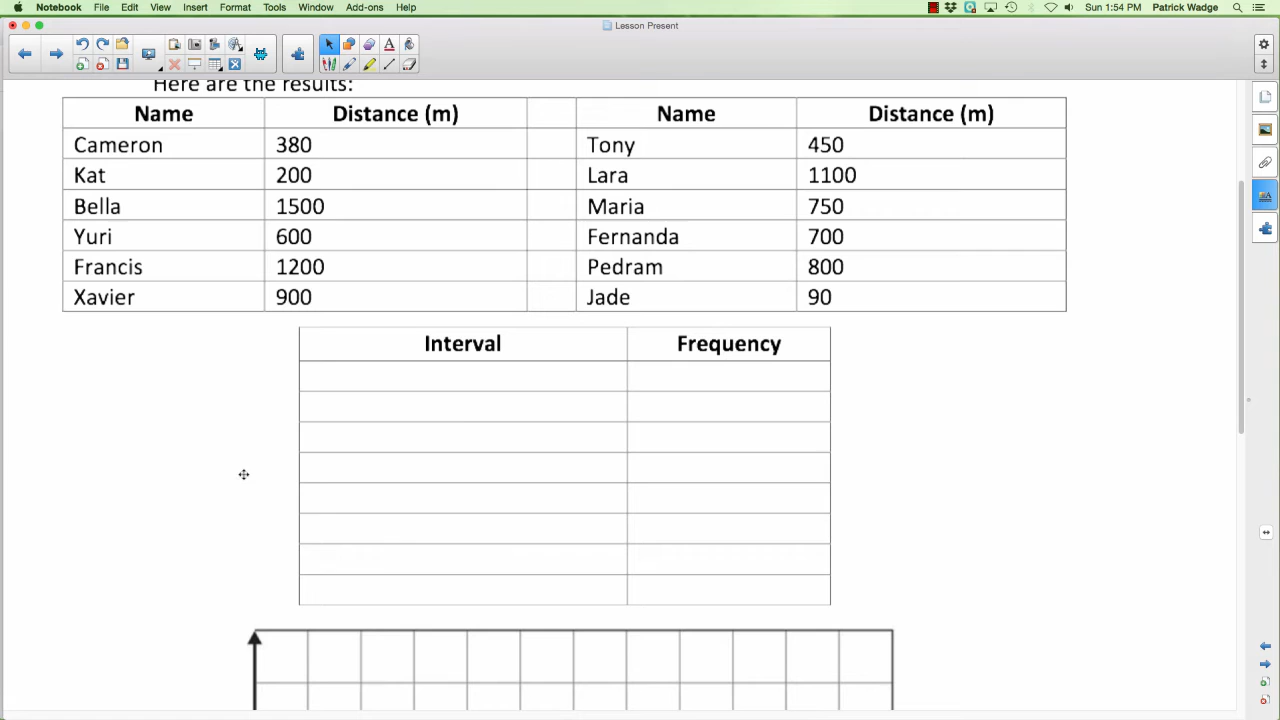 Notebook File Edit View Insert Format Tools Window Add-ons Help Sun 1:54 PM Patrick Wadge
Lesson Present
Here are the results:
Name Distance (m) Name Distance (m)
Cameron 380 Tony 450
Kat 200 Lara 1100
Bella 1500 Maria 750
Yuri 600 Fernanda 700
Francis 1200 Pedram 800
Xavier 900 Jade 90
Interval Frequency